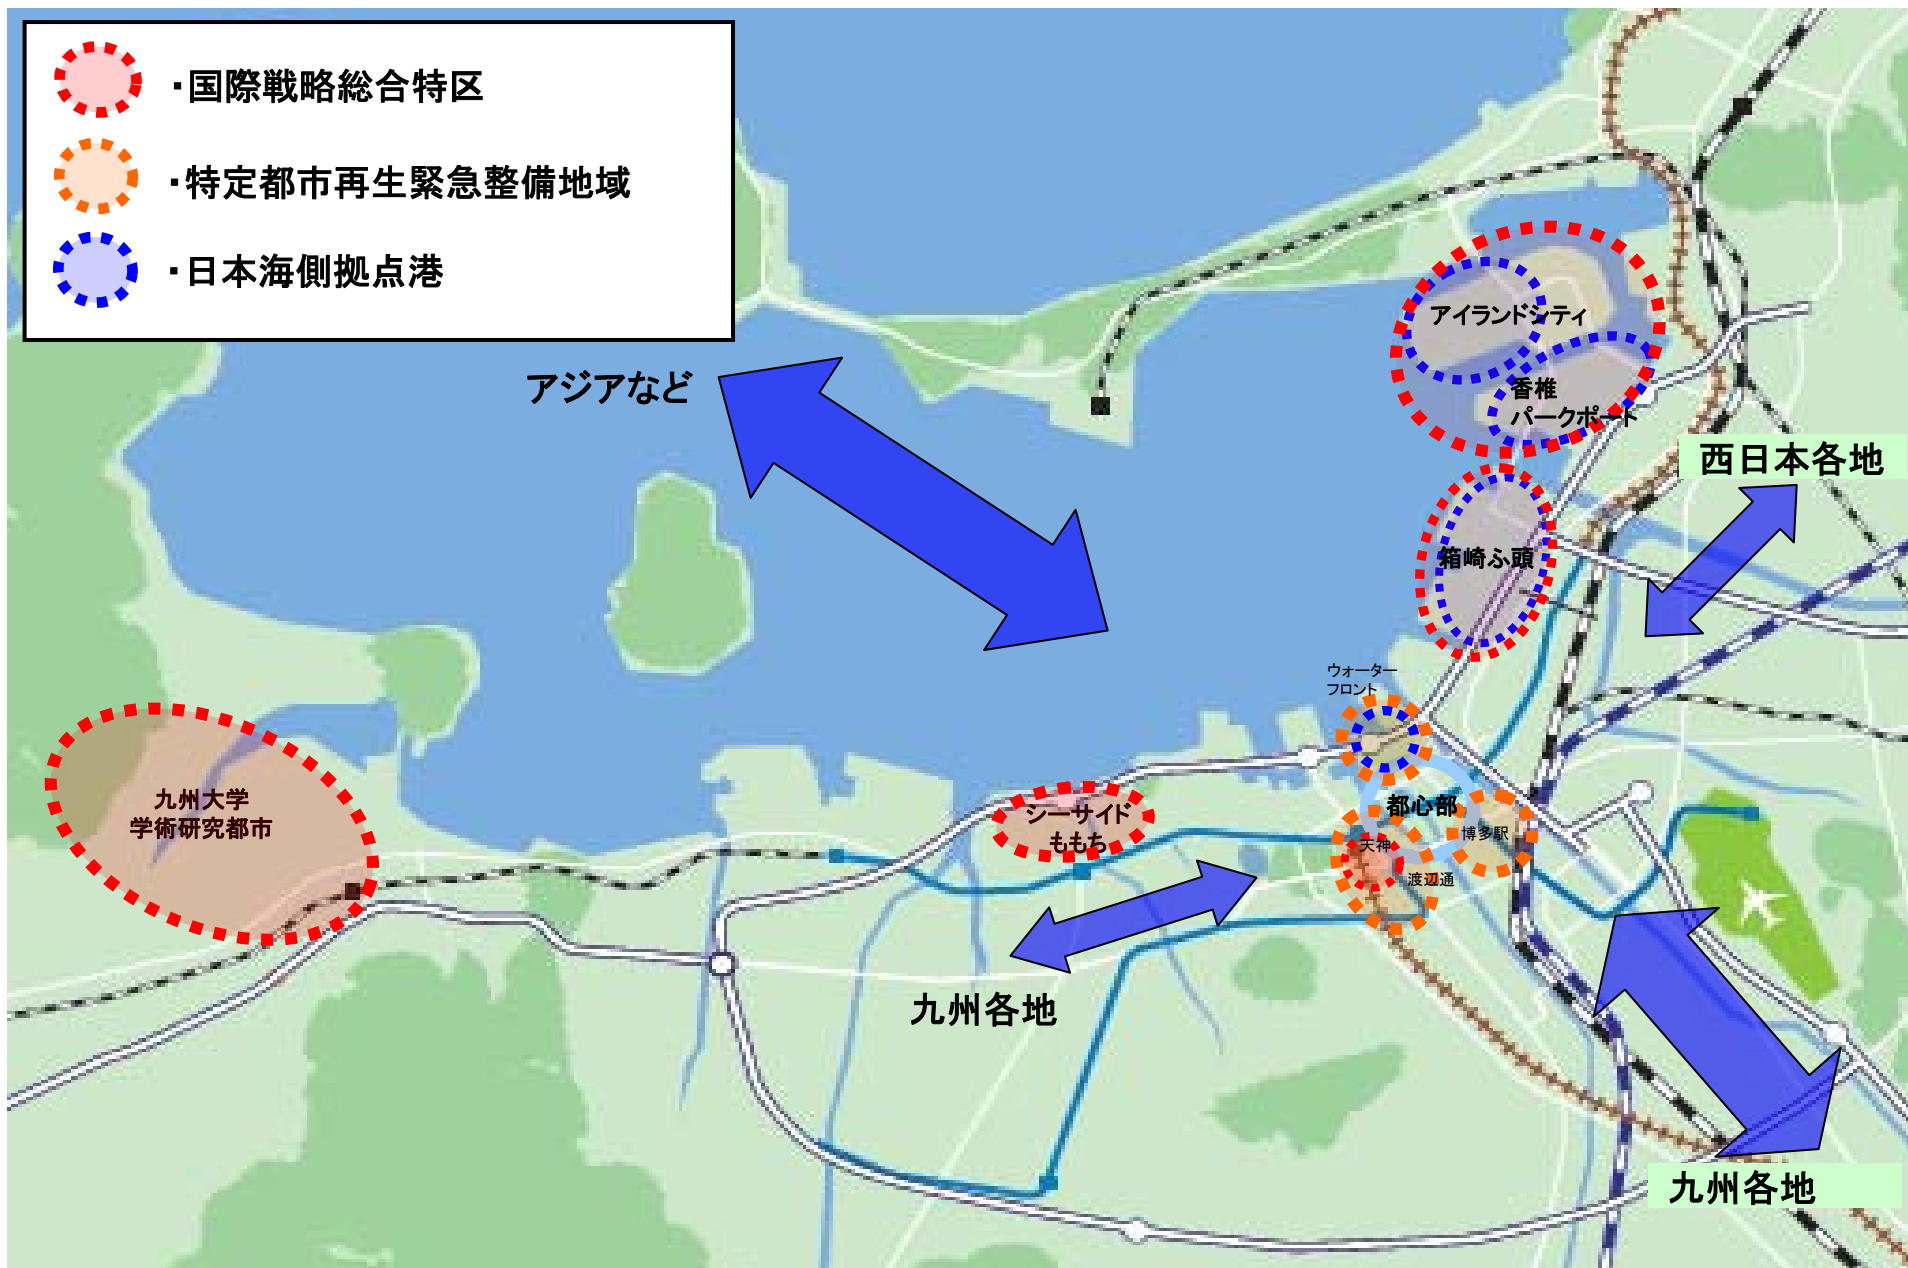 ・国際戦略総合特区
・特定都市再生緊急整備地域
・日本海側拠点港
アジアなど
アイランドシティ
香椎
パークポート
西日本各地
箱崎ふ頭
ウォーター
フロント
九州大学
学術研究都市
シーサイド
ももち
都心部
博多駅
天神
渡辺通
九州各地
九州各地